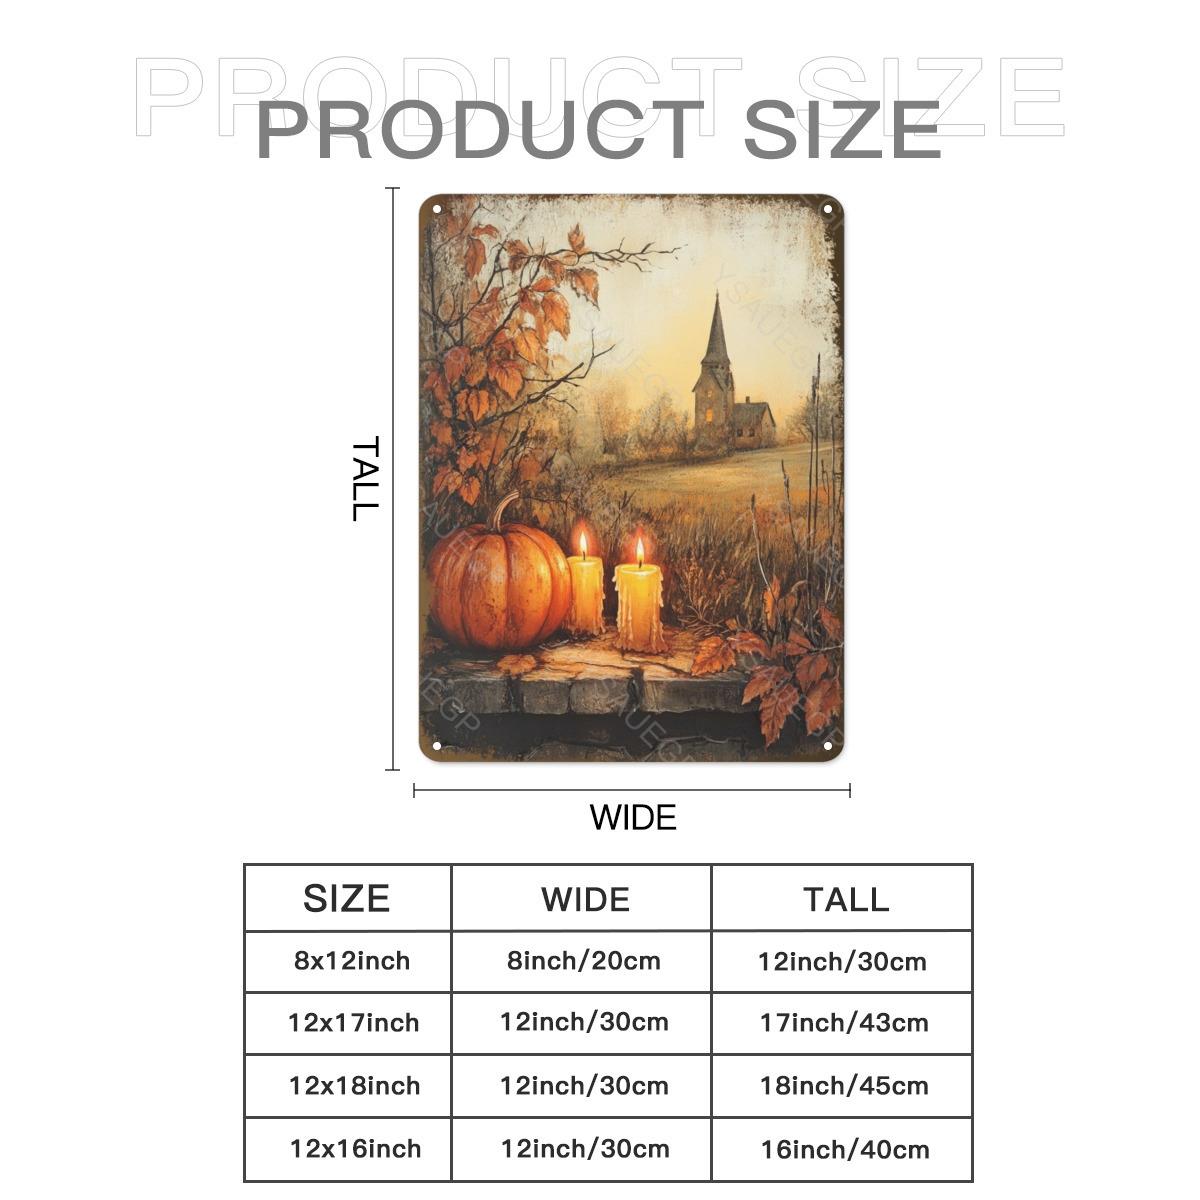 PRODUCT SIZE
PRODUCT SIZE
YSAUEGP
TALL
WIDE
SIZE WIDE TALL
8x12inch 8inch/20cm 12inch/30cm
12x17inch 12inch/30cm 17inch/43cm
12x18inch 12inch/30cm 18inch/45cm
12x16inch 12inch/30cm 16inch/40cm